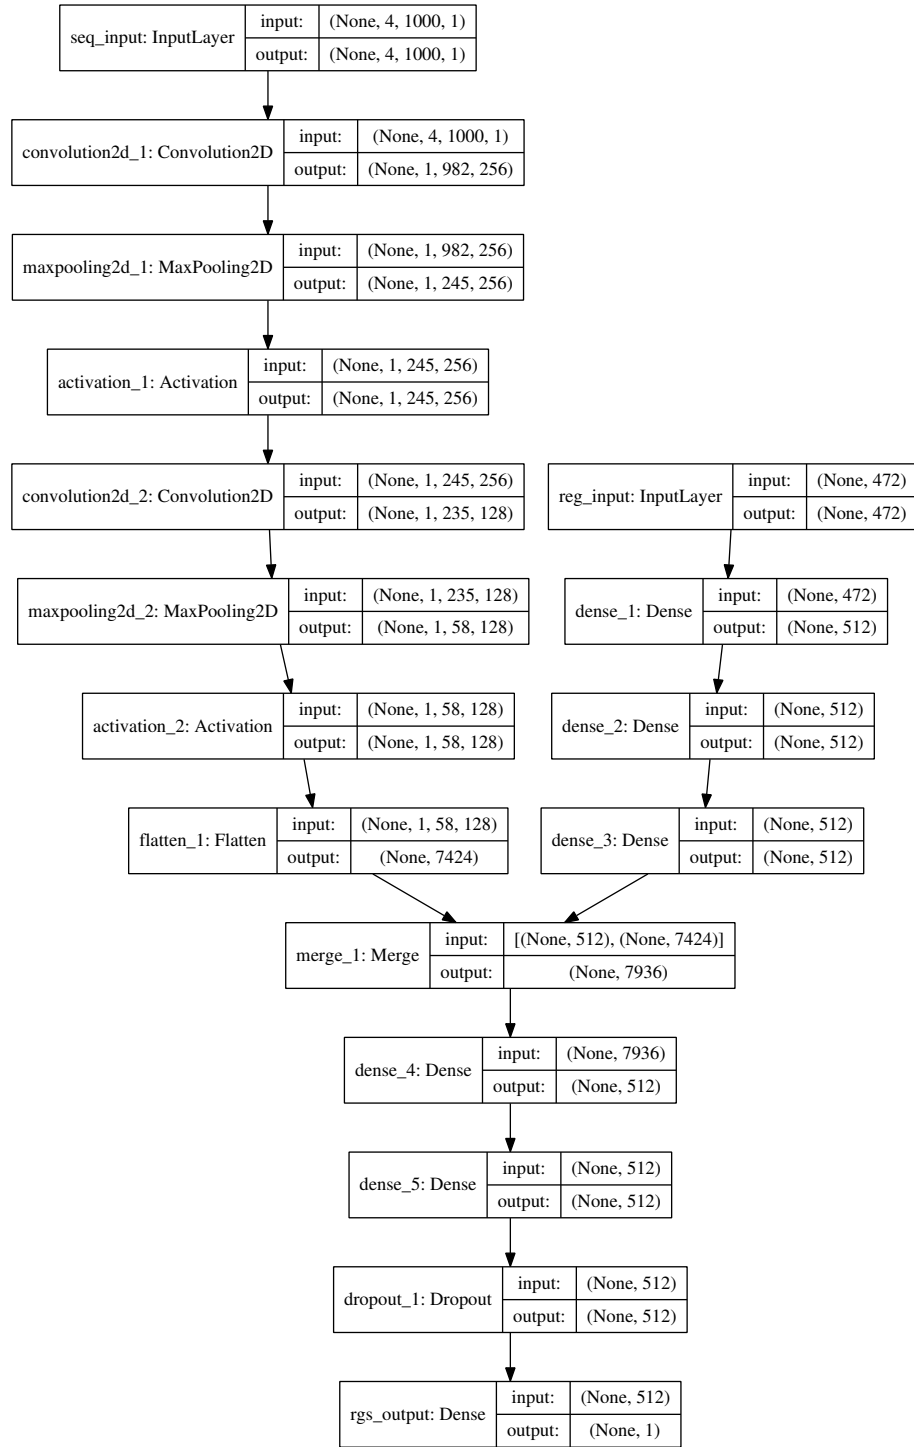 seq_input: InputLayer
input: (None, 4, 1000, 1)
output: (None, 4, 1000, 1)
convolution2d_1: Convolution2D
input: (None, 4, 1000, 1)
output: (None, 1, 982, 256)
maxpooling2d_1: MaxPooling2D
input: (None, 1, 982, 256)
output: (None, 1, 245, 256)
activation_1: Activation
input: (None, 1, 245, 256)
output: (None, 1, 245, 256)
convolution2d_2: Convolution2D
input: (None, 1, 245, 256)
output: (None, 1, 235, 128)
reg_input: InputLayer
input: (None, 472)
output: (None, 472)
maxpooling2d_2: MaxPooling2D
input: (None, 1, 235, 128)
output: (None, 1, 58, 128)
dense_1: Dense
input: (None, 472)
output: (None, 512)
activation_2: Activation
input: (None, 1, 58, 128)
output: (None, 1, 58, 128)
dense_2: Dense
input: (None, 512)
output: (None, 512)
flatten_1: Flatten
input: (None, 1, 58, 128)
output: (None, 7424)
dense_3: Dense
input: (None, 512)
output: (None, 512)
merge_1: Merge
input: [(None, 512), (None, 7424)]
output: (None, 7936)
dense_4: Dense
input: (None, 7936)
output: (None, 512)
dense_5: Dense
input: (None, 512)
output: (None, 512)
dropout_1: Dropout
input: (None, 512)
output: (None, 512)
rgs_output: Dense
input: (None, 512)
output: (None, 1)